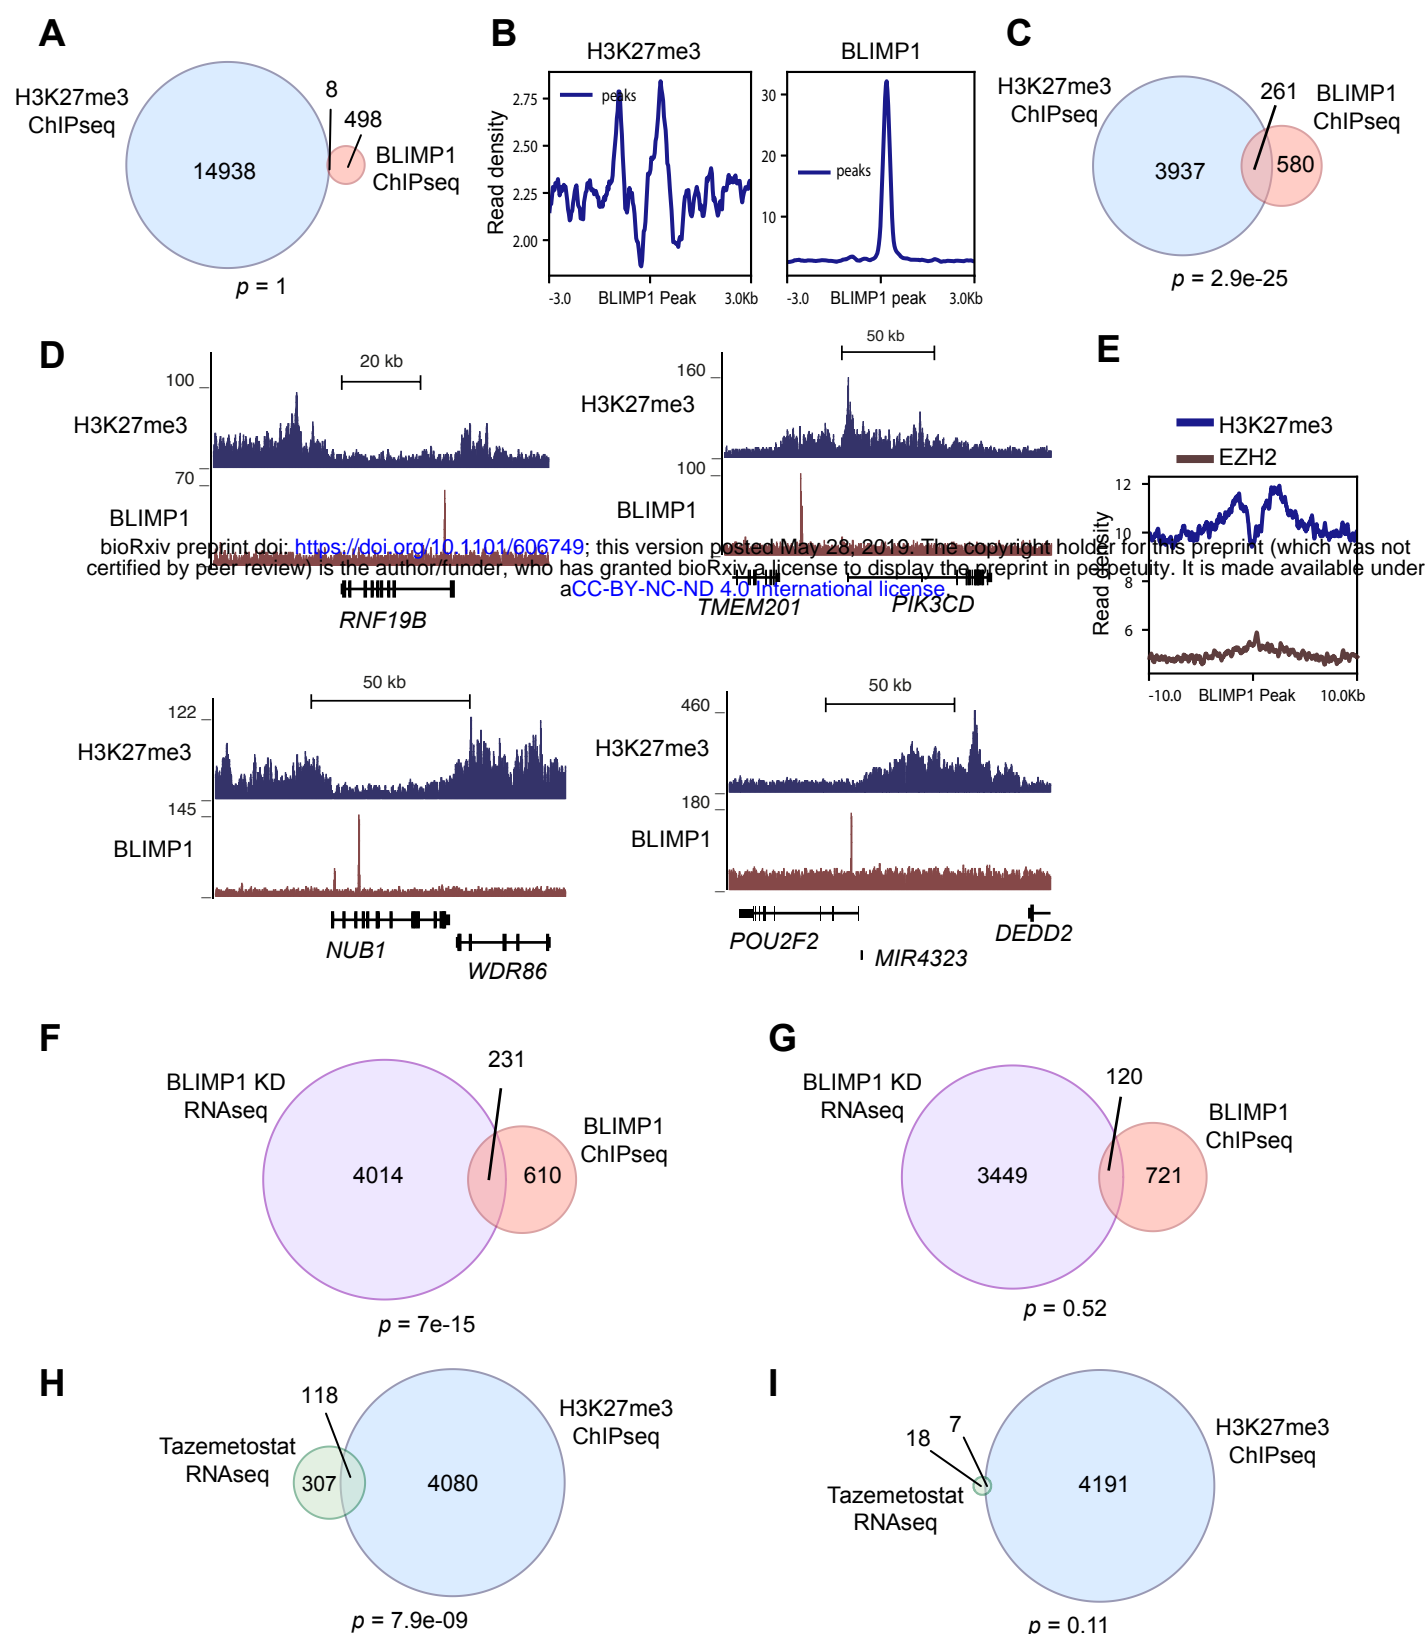 A
H3K27me3
ChIPseq
8
498
14938
BLIMP1
ChIPseq
p = 1
B
H3K27me3
BLIMP1
Read density
2.75
2.50
2.25
2.00
peaks
-3.0
BLIMP1 Peak
3.0Kb
30
20
10
peaks
-3.0
BLIMP1 peak
3.0Kb
C
H3K27me3
ChIPseq
261
BLIMP1
ChIPseq
3937
580
p = 2.9e-25
D
20 kb
100
H3K27me3
70
BLIMP1
RNF19B
50 kb
160
H3K27me3
100
BLIMP1
TMEM201
PIK3CD
E
H3K27me3
EZH2
Read density
12
10
8
6
-10.0
BLIMP1 Peak
10.0Kb
bioRxiv preprint doi: https://doi.org/10.1101/606749; this version posted May 28, 2019. The copyright holder for this preprint (which was not
certified by peer review) is the author/funder, who has granted bioRxiv a license to display the preprint in perpetuity. It is made available under
aCC-BY-NC-ND 4.0 International license.
50 kb
122
H3K27me3
145
BLIMP1
NUB1
WDR86
50 kb
460
H3K27me3
180
BLIMP1
POU2F2
MIR4323
DEDD2
F
BLIMP1 KD
RNAseq
231
BLIMP1
ChIPseq
4014
610
p = 7e-15
G
BLIMP1 KD
RNAseq
120
BLIMP1
ChIPseq
3449
721
p = 0.52
H
118
Tazemetostat
RNAseq
H3K27me3
ChIPseq
307
4080
p = 7.9e-09
I
7
18
Tazemetostat
RNAseq
H3K27me3
ChIPseq
4191
p = 0.11